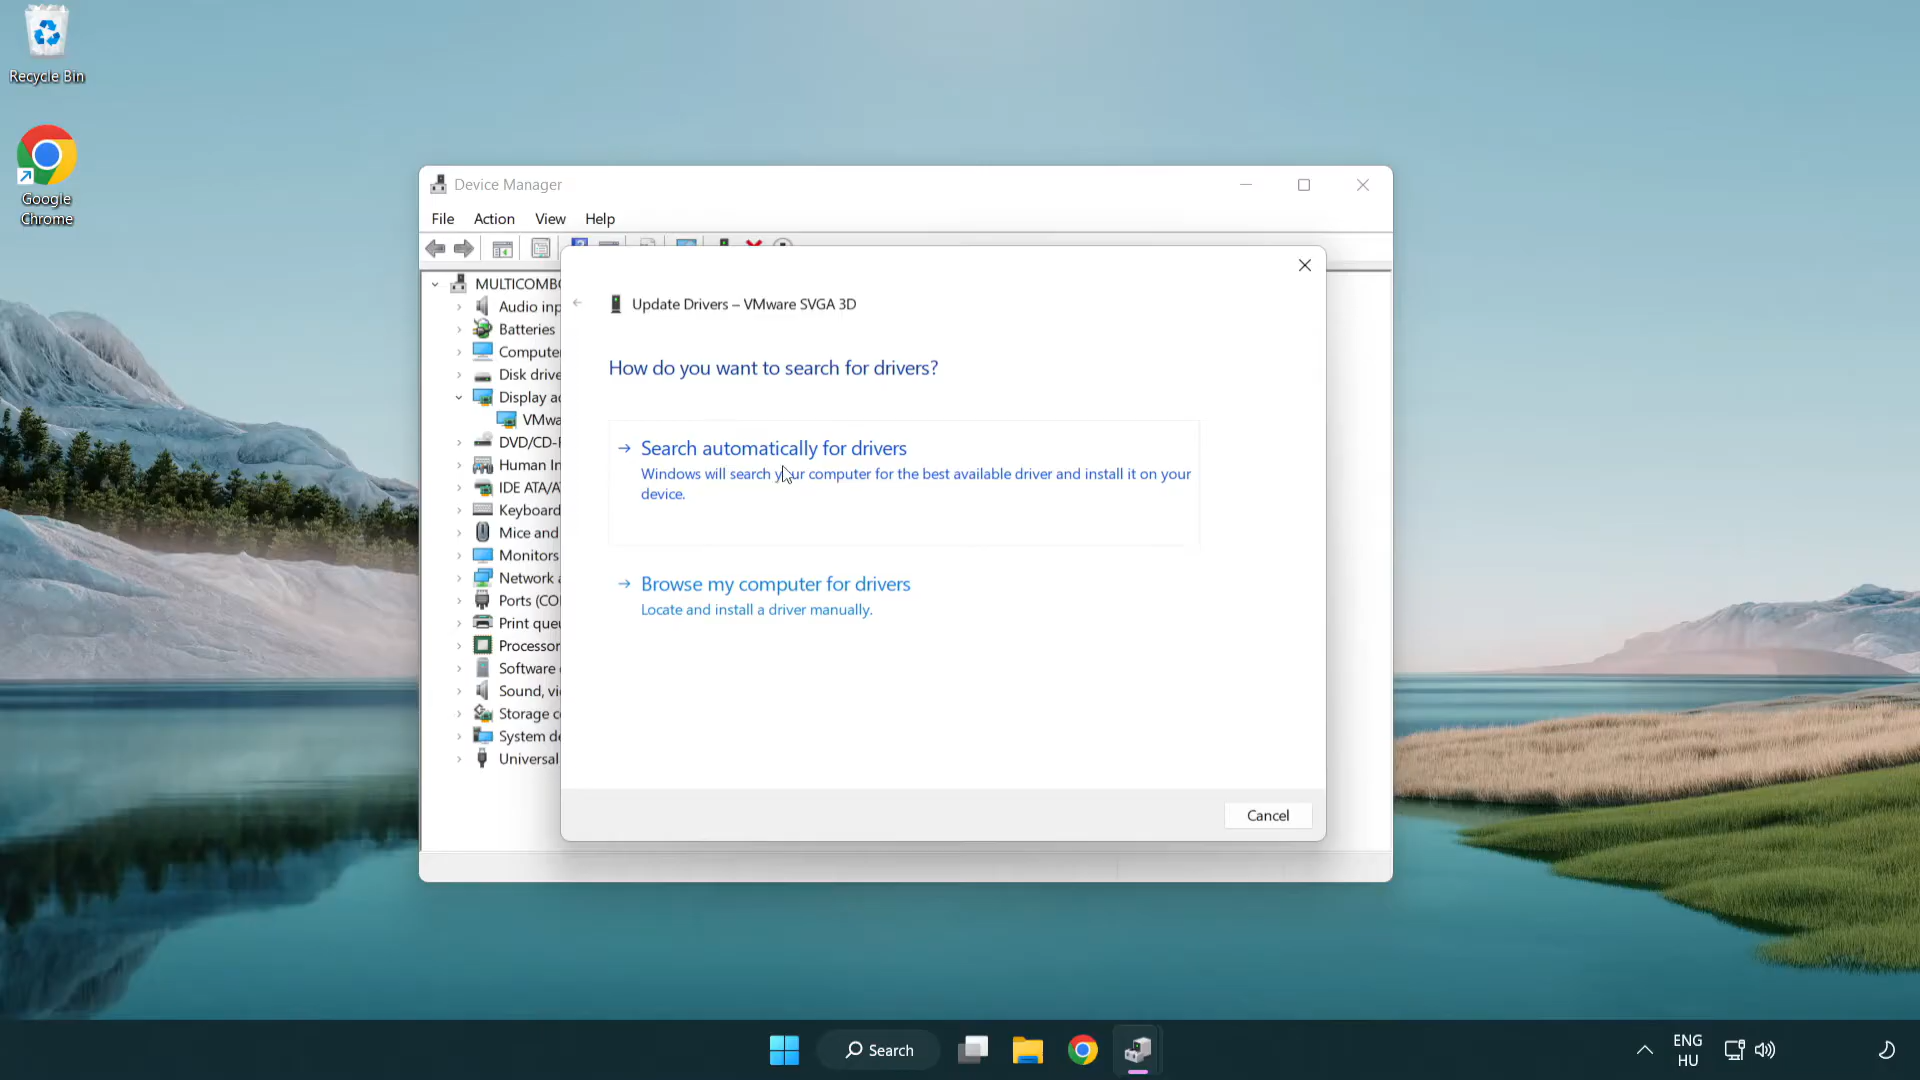 Recycle Bin
Google
Chrome
Device Manager
File Action View Help
MULTICOMBO
Audio inp
Batteries
Compute
Disk drive
Display a
VMwa
DVD/CD-
Human In
IDE ATA/A
Keyboard
Mice and
Monitors
Network
Ports (CO
Print que
Processor
Software
Sound, vi
Storage c
System de
Universal
Update Drivers – VMware SVGA 3D
How do you want to search for drivers?
Search automatically for drivers
Windows will search your computer for the best available driver and install it on your
device.
Browse my computer for drivers
Locate and install a driver manually.
Cancel
Search
ENG
HU